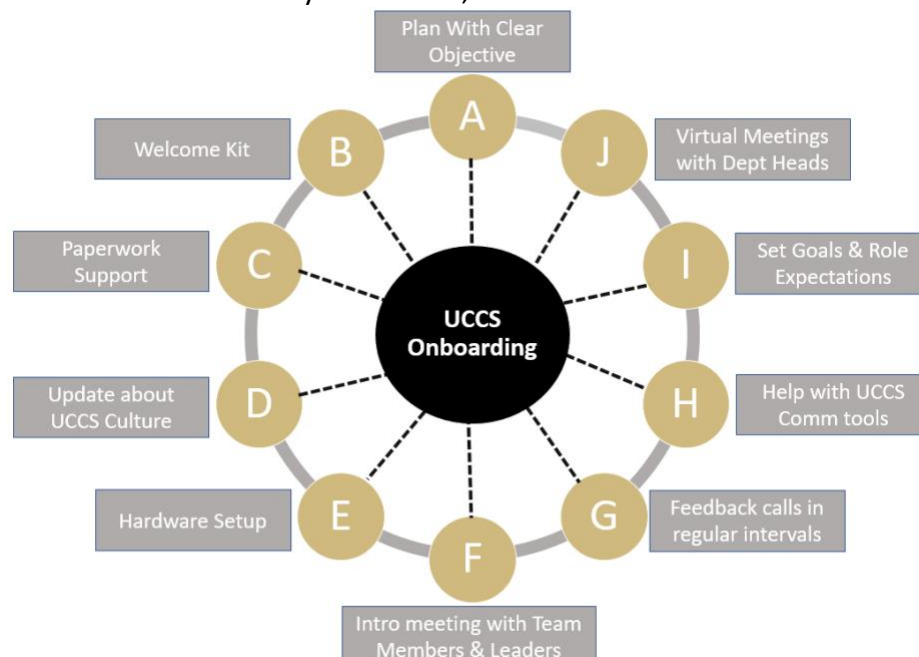 Plan With Clear
Objective
A
B
Welcome Kit
J
Virtual Meetings
with Dept Heads
C
Paperwork
Support
I
Set Goals & Role
Expectations
UCCS
Onboarding
D
Update about
UCCS Culture
H
Help with UCCS
Comm tools
E
Hardware Setup
G
Feedback calls in
regular intervals
F
Intro meeting with Team
Members & Leaders